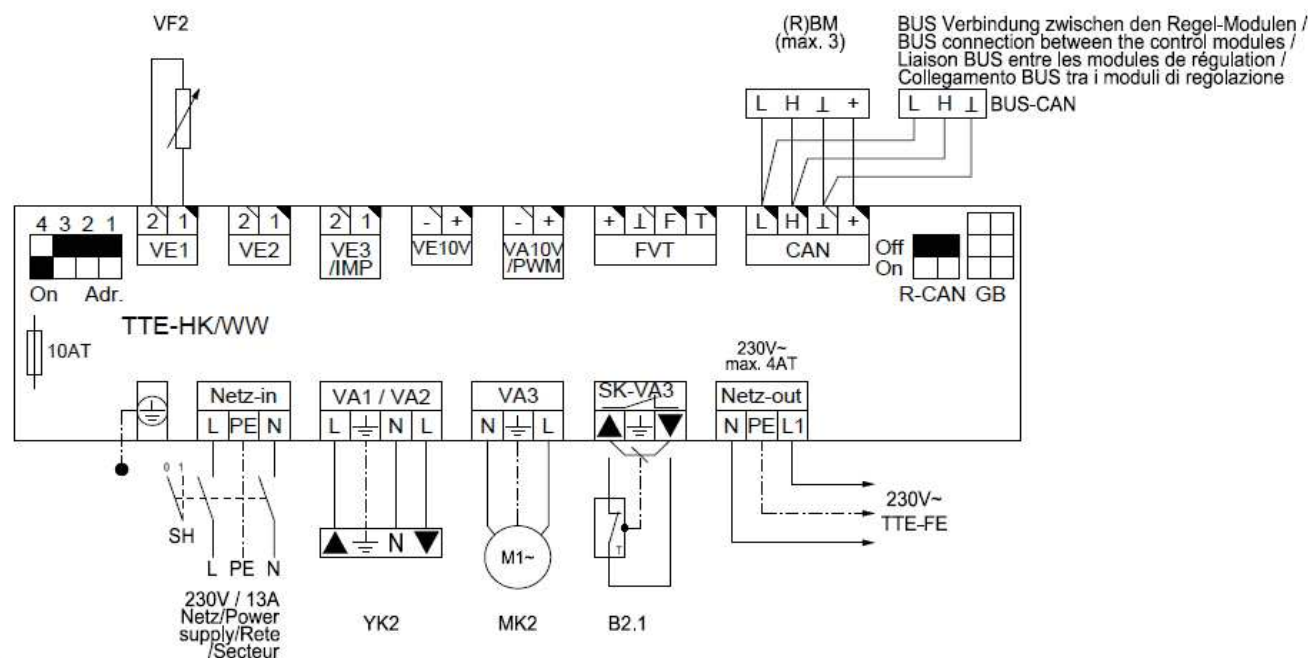 VF2
(R)BM
(max. 3)
BUS Verbindung zwischen den Regel-Modulen /
BUS connection between the control modules /
Liaison BUS entre les modules de régulation /
Collegamento BUS tra i moduli di regolazione
L H ⊥ +
L H ⊥ BUS-CAN
4 3 2 1
On Adr.
2 1
VE1
2 1
VE2
2 1
VE3
/IMP
- +
VE10V
- +
VA10V
/PWM
+ ⊥ F T
FVT
L H ⊥ +
CAN
Off
On
R-CAN GB
TTE-HK/WW
10AT
230V~
max. 4AT
Netz-in
L PE N
VA1 / VA2
L ⏚ N L
VA3
N ⏚ L
SK-VA3
▲ ⏚ ▼
Netz-out
N PE L1
0 1
SH
L PE N
230V / 13A
Netz/Power
supply/Rete
/Secteur
▲ ⏚ N ▼
YK2
M1~
MK2
T
B2.1
230V~
TTE-FE